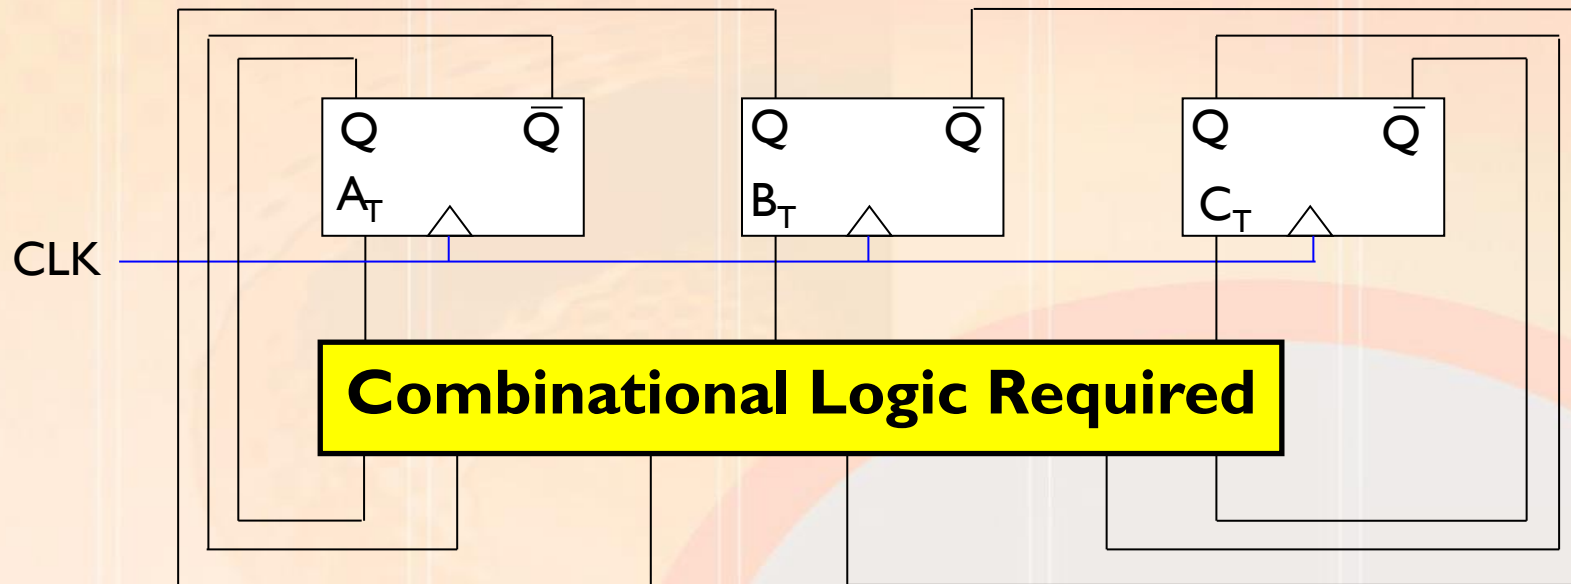 Q Q̅ Q Q̅ Q Q̅
A_T B_T C_T
CLK
Combinational Logic Required